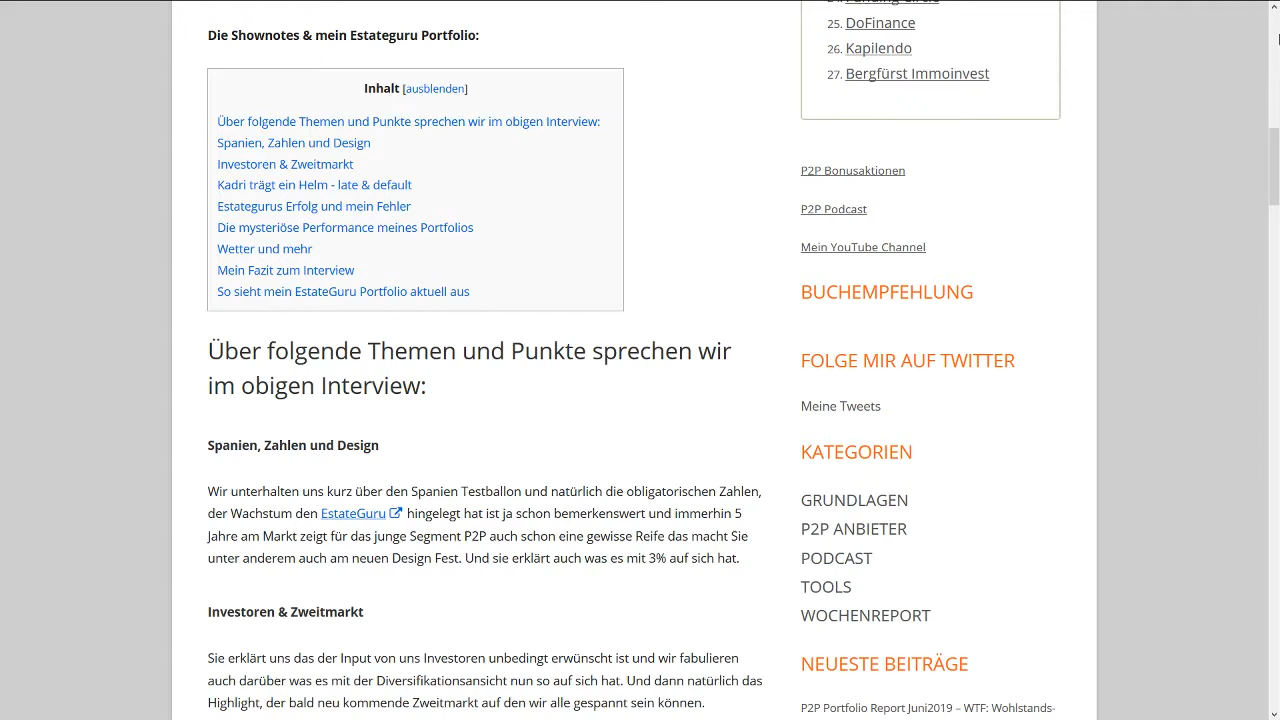 Die Shownotes & mein Estateguru Portfolio:
Inhalt [ausblenden]
Über folgende Themen und Punkte sprechen wir im obigen Interview:
Spanien, Zahlen und Design
Investoren & Zweitmarkt
Kadri trägt ein Helm - late & default
Estategurus Erfolg und mein Fehler
Die mysteriöse Performance meines Portfolios
Wetter und mehr
Mein Fazit zum Interview
So sieht mein EstateGuru Portfolio aktuell aus
Über folgende Themen und Punkte sprechen wir
im obigen Interview:
Spanien, Zahlen und Design
Wir unterhalten uns kurz über den Spanien Testballon und natürlich die obligatorischen Zahlen,
der Wachstum den EstateGuru hingelegt hat ist ja schon bemerkenswert und immerhin 5
Jahre am Markt zeigt für das junge Segment P2P auch schon eine gewisse Reife das macht Sie
unter anderem auch am neuen Design Fest. Und sie erklärt auch was es mit 3% auf sich hat.
Investoren & Zweitmarkt
Sie erklärt uns das der Input von uns Investoren unbedingt erwünscht ist und wir fabulieren
auch darüber was es mit der Diversifikationsansicht nun so auf sich hat. Und dann natürlich das
Highlight, der bald neu kommende Zweitmarkt auf den wir alle gespannt sein können.
25. DoFinance
26. Kapilendo
27. Bergfürst Immoinvest
P2P Bonusaktionen
P2P Podcast
Mein YouTube Channel
BUCHEMPFEHLUNG
FOLGE MIR AUF TWITTER
Meine Tweets
KATEGORIEN
GRUNDLAGEN
P2P ANBIETER
PODCAST
TOOLS
WOCHENREPORT
NEUESTE BEITRÄGE
P2P Portfolio Report Juni2019 – WTF: Wohlstands-